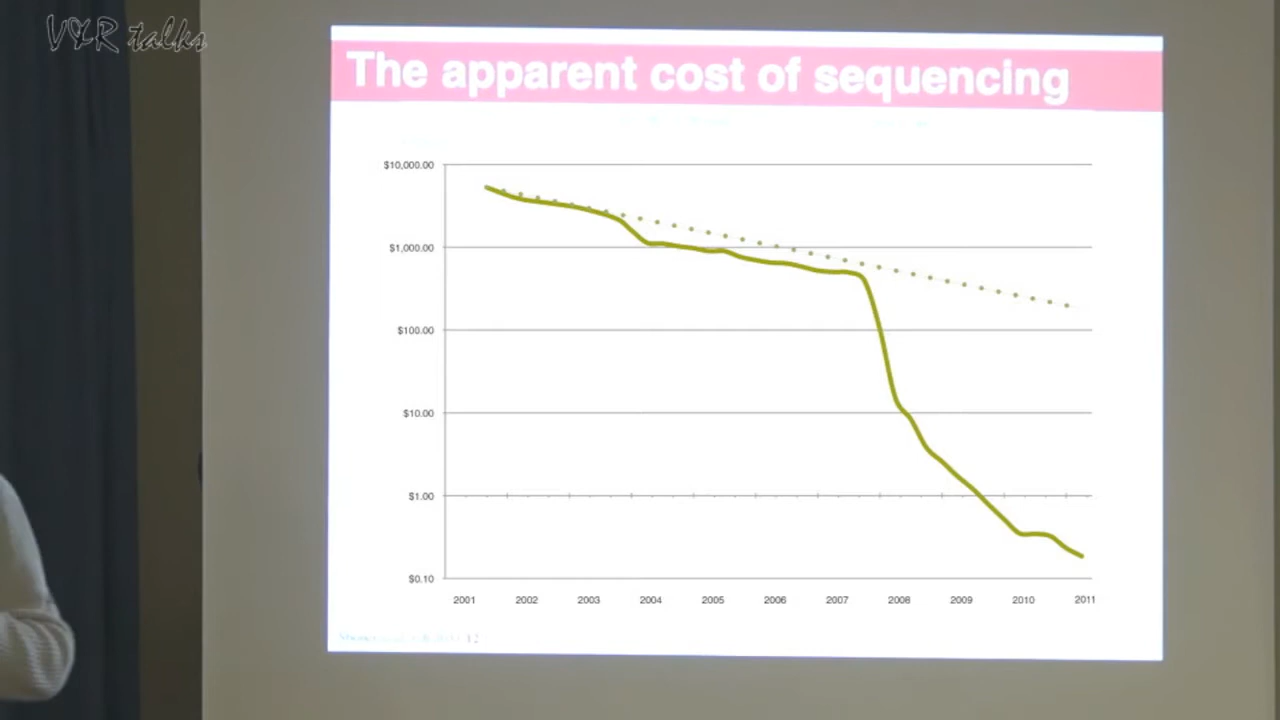 V&R talks
The apparent cost of sequencing
$10,000.00
$1,000.00
$100.00
$10.00
$1.00
$0.10
2001 2002 2003 2004 2005 2006 2007 2008 2009 2010 2011
12